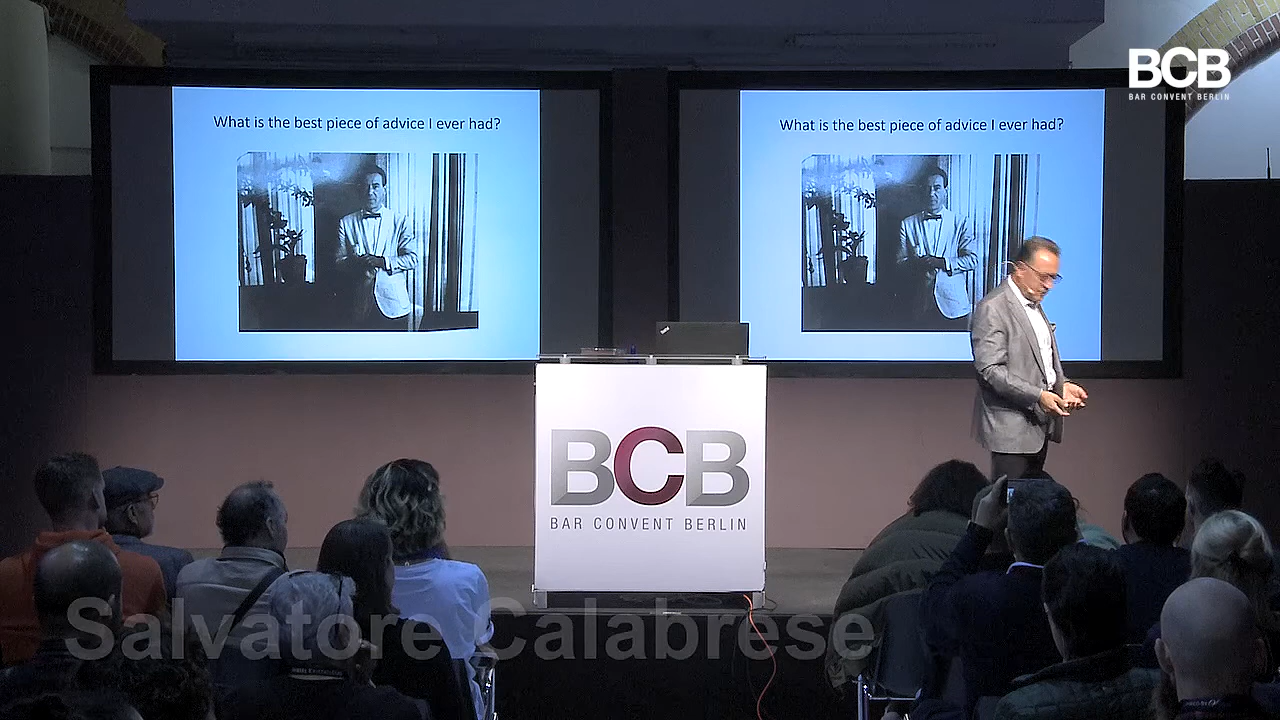 BCB
BAR CONVENT BERLIN
What is the best piece of advice I ever had?
What is the best piece of advice I ever had?
BCB
BAR CONVENT BERLIN
Salvatore Calabrese